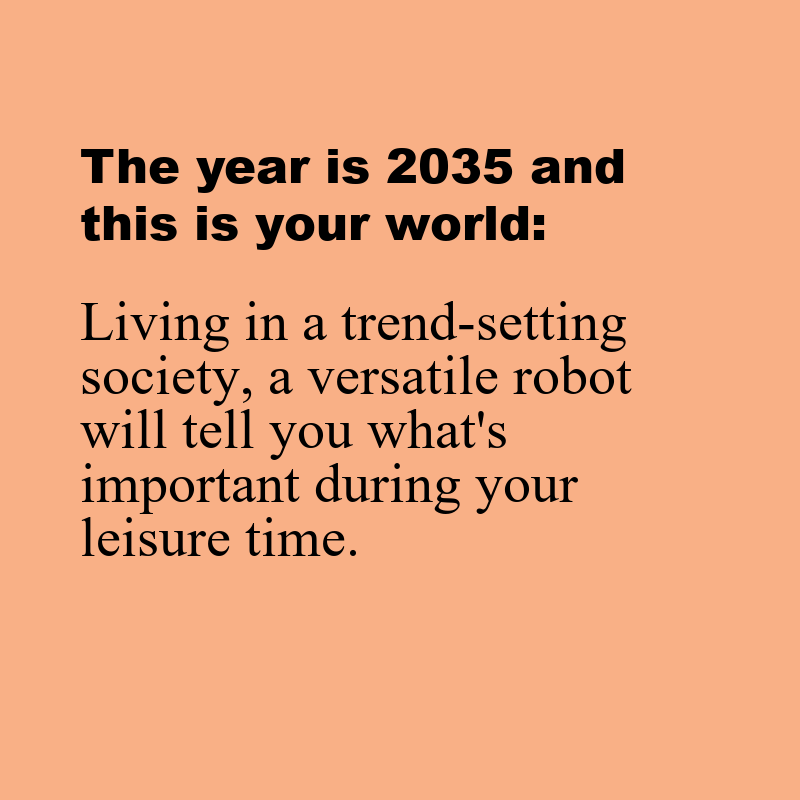 The year is 2035 and
this is your world:
Living in a trend-setting
society, a versatile robot
will tell you what's
important during your
leisure time.